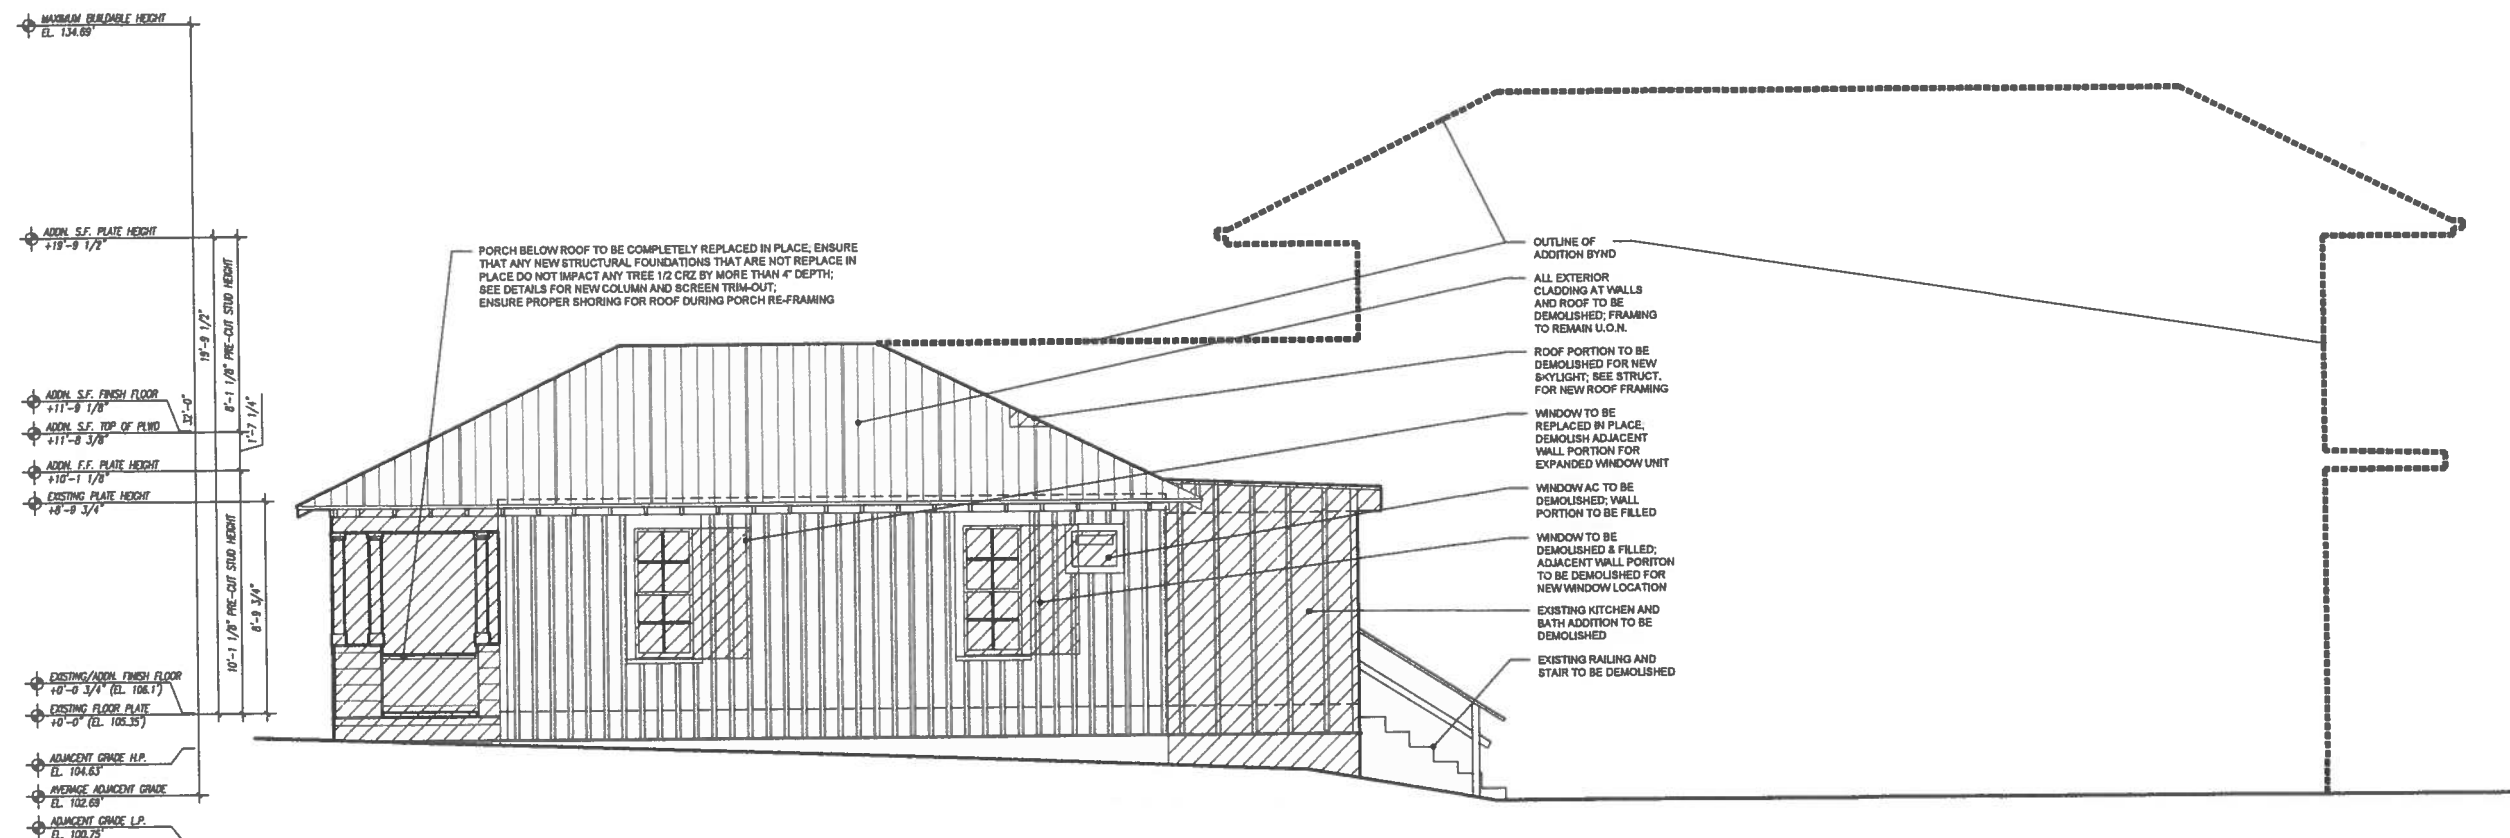 MAXIMUM BUILDABLE HEIGHT
EL. 134.69'
ADDN. S.F. PLATE HEIGHT
+19'-9 1/2"
ADDN. S.F. FINISH FLOOR
+11'-9 1/8"
ADDN. S.F. TOP OF PLWD
+11'-8 3/8"
ADDN. F.F. PLATE HEIGHT
+10'-1 1/8"
EXISTING PLATE HEIGHT
+8'-9 3/4"
EXISTING/ADDN. FINISH FLOOR
+0'-0 3/4" (EL. 106.1')
EXISTING FLOOR PLATE
+0'-0" (EL. 105.35')
ADJACENT GRADE H.P.
EL. 104.63'
AVERAGE ADJACENT GRADE
EL. 102.69'
ADJACENT GRADE L.P.
EL. 100.75'
32'-0"
19'-9 1/2"
8'-1 1/8" PRE-CUT STUD HEIGHT
1'-7 1/4"
10'-1 1/8" PRE-CUT STUD HEIGHT
8'-9 3/4"
PORCH BELOW ROOF TO BE COMPLETELY REPLACED IN PLACE; ENSURE
THAT ANY NEW STRUCTURAL FOUNDATIONS THAT ARE NOT REPLACE IN
PLACE DO NOT IMPACT ANY TREE 1/2 CRZ BY MORE THAN 4" DEPTH;
SEE DETAILS FOR NEW COLUMN AND SCREEN TRIM-OUT;
ENSURE PROPER SHORING FOR ROOF DURING PORCH RE-FRAMING
OUTLINE OF
ADDITION BYND
ALL EXTERIOR
CLADDING AT WALLS
AND ROOF TO BE
DEMOLISHED; FRAMING
TO REMAIN U.O.N.
ROOF PORTION TO BE
DEMOLISHED FOR NEW
SKYLIGHT; SEE STRUCT.
FOR NEW ROOF FRAMING
WINDOW TO BE
REPLACED IN PLACE,
DEMOLISH ADJACENT
WALL PORTION FOR
EXPANDED WINDOW UNIT
WINDOW AC TO BE
DEMOLISHED; WALL
PORTION TO BE FILLED
WINDOW TO BE
DEMOLISHED & FILLED;
ADJACENT WALL PORITON
TO BE DEMOLISHED FOR
NEW WINDOW LOCATION
EXISTING KITCHEN AND
BATH ADDITION TO BE
DEMOLISHED
EXISTING RAILING AND
STAIR TO BE DEMOLISHED